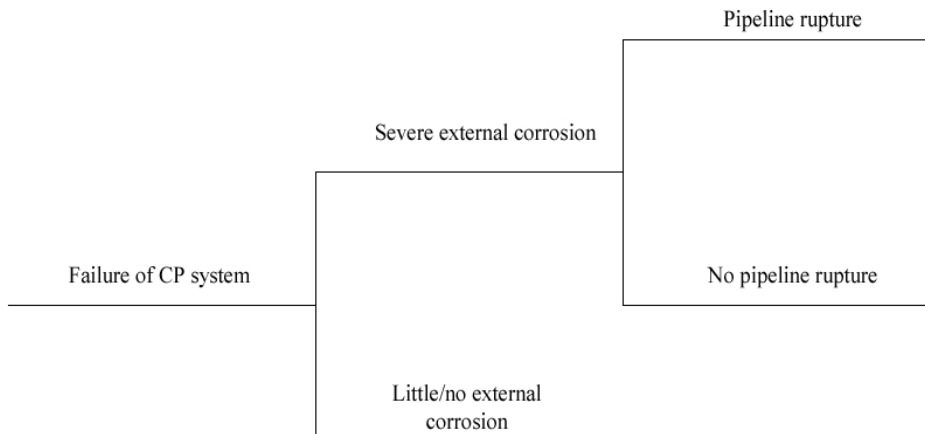 Pipeline rupture
Severe external corrosion
Failure of CP system
No pipeline rupture
Little/no external
corrosion